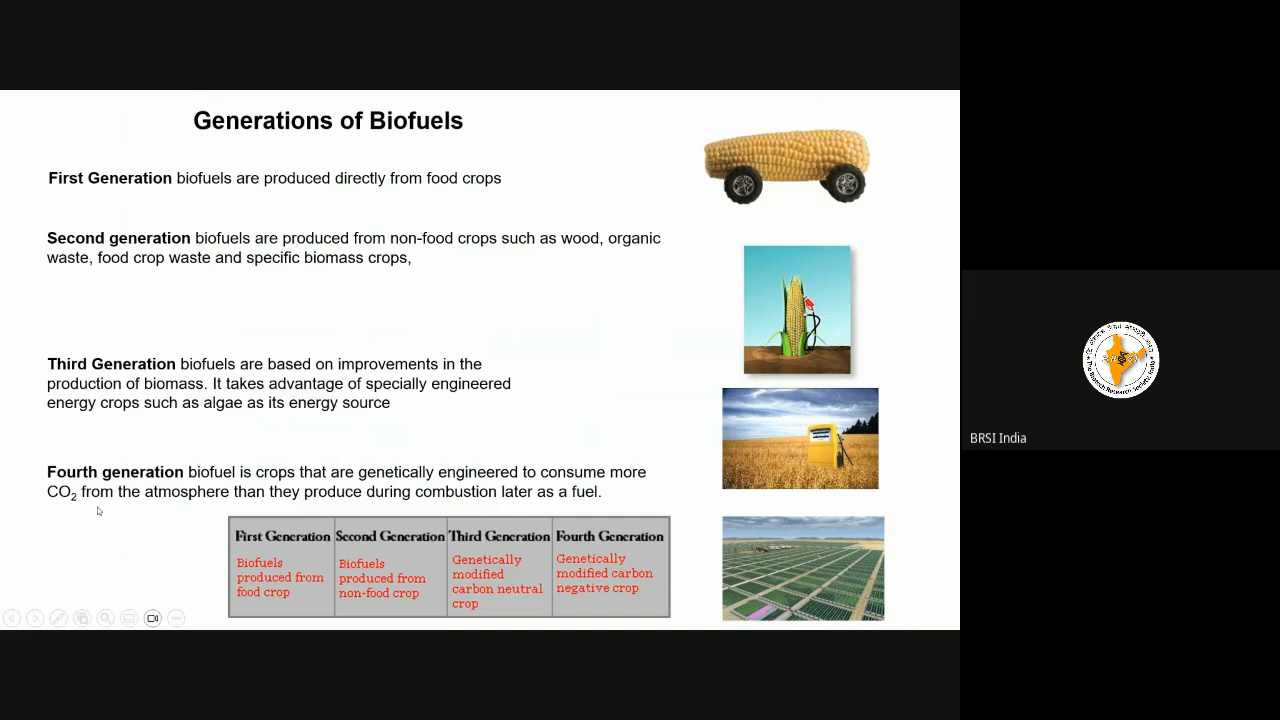 Generations of Biofuels
First Generation biofuels are produced directly from food crops
Second generation biofuels are produced from non-food crops such as wood, organic
waste, food crop waste and specific biomass crops,
Third Generation biofuels are based on improvements in the
production of biomass. It takes advantage of specially engineered
energy crops such as algae as its energy source
Fourth generation biofuel is crops that are genetically engineered to consume more
CO2 from the atmosphere than they produce during combustion later as a fuel.
First Generation
Biofuels
produced from
food crop
Second Generation
Biofuels
produced from
non-food crop
Third Generation
Genetically
modified
carbon neutral
crop
Fourth Generation
Genetically
modified carbon
negative crop
BRSI India